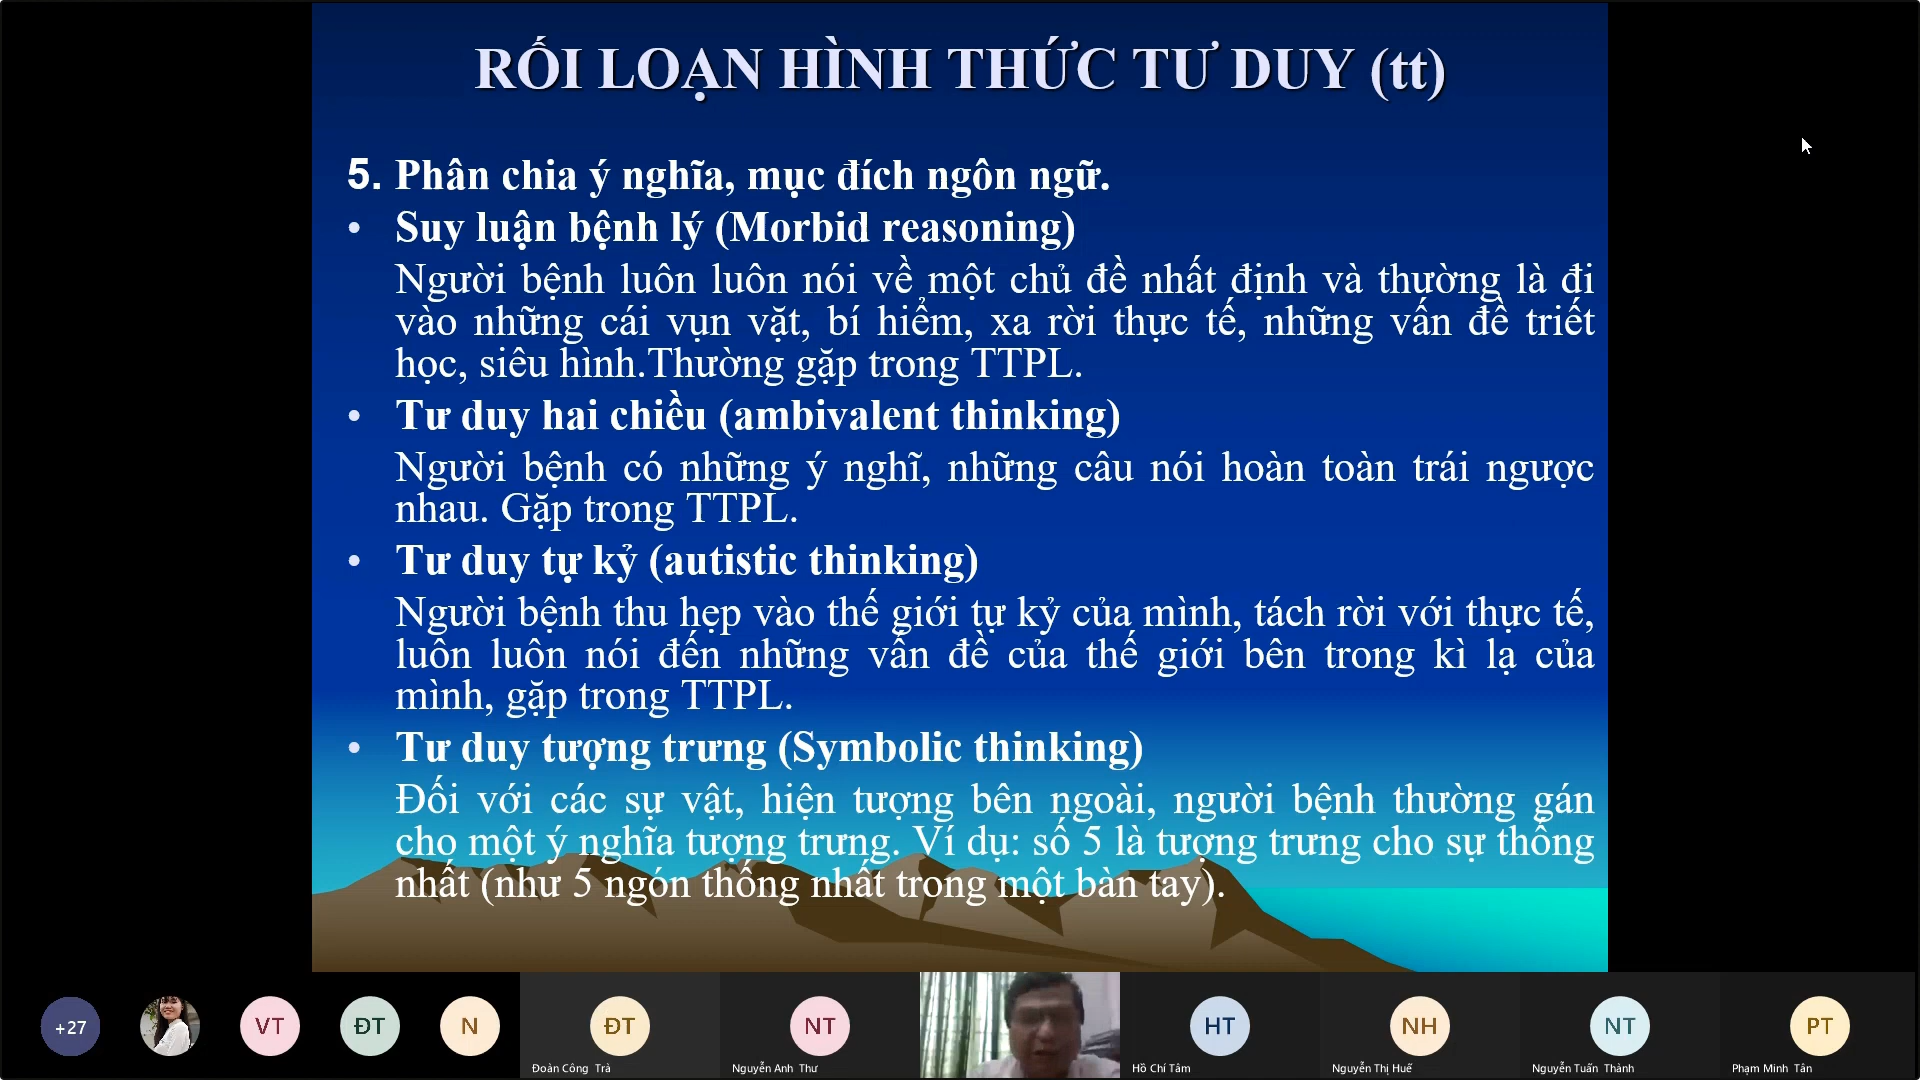 RỐI LOẠN HÌNH THỨC TƯ DUY (tt)
5. Phân chia ý nghĩa, mục đích ngôn ngữ.
• Suy luận bệnh lý (Morbid reasoning)
Người bệnh luôn luôn nói về một chủ đề nhất định và thường là đi
vào những cái vụn vặt, bí hiểm, xa rời thực tế, những vấn đề triết
học, siêu hình.Thường gặp trong TTPL.
• Tư duy hai chiều (ambivalent thinking)
Người bệnh có những ý nghĩ, những câu nói hoàn toàn trái ngược
nhau. Gặp trong TTPL.
• Tư duy tự kỷ (autistic thinking)
Người bệnh thu hẹp vào thế giới tự kỷ của mình, tách rời với thực tế,
luôn luôn nói đến những vấn đề của thế giới bên trong kì lạ của
mình, gặp trong TTPL.
• Tư duy tượng trưng (Symbolic thinking)
Đối với các sự vật, hiện tượng bên ngoài, người bệnh thường gán
cho một ý nghĩa tượng trưng. Ví dụ: số 5 là tượng trưng cho sự thống
nhất (như 5 ngón thống nhất trong một bàn tay).
+27 VT ĐT N ĐT NT HT NH NT PT
Đoàn Công Trà Nguyễn Anh Thư Hồ Chí Tâm Nguyễn Thị Huế Nguyễn Tuấn Thành Phạm Minh Tân